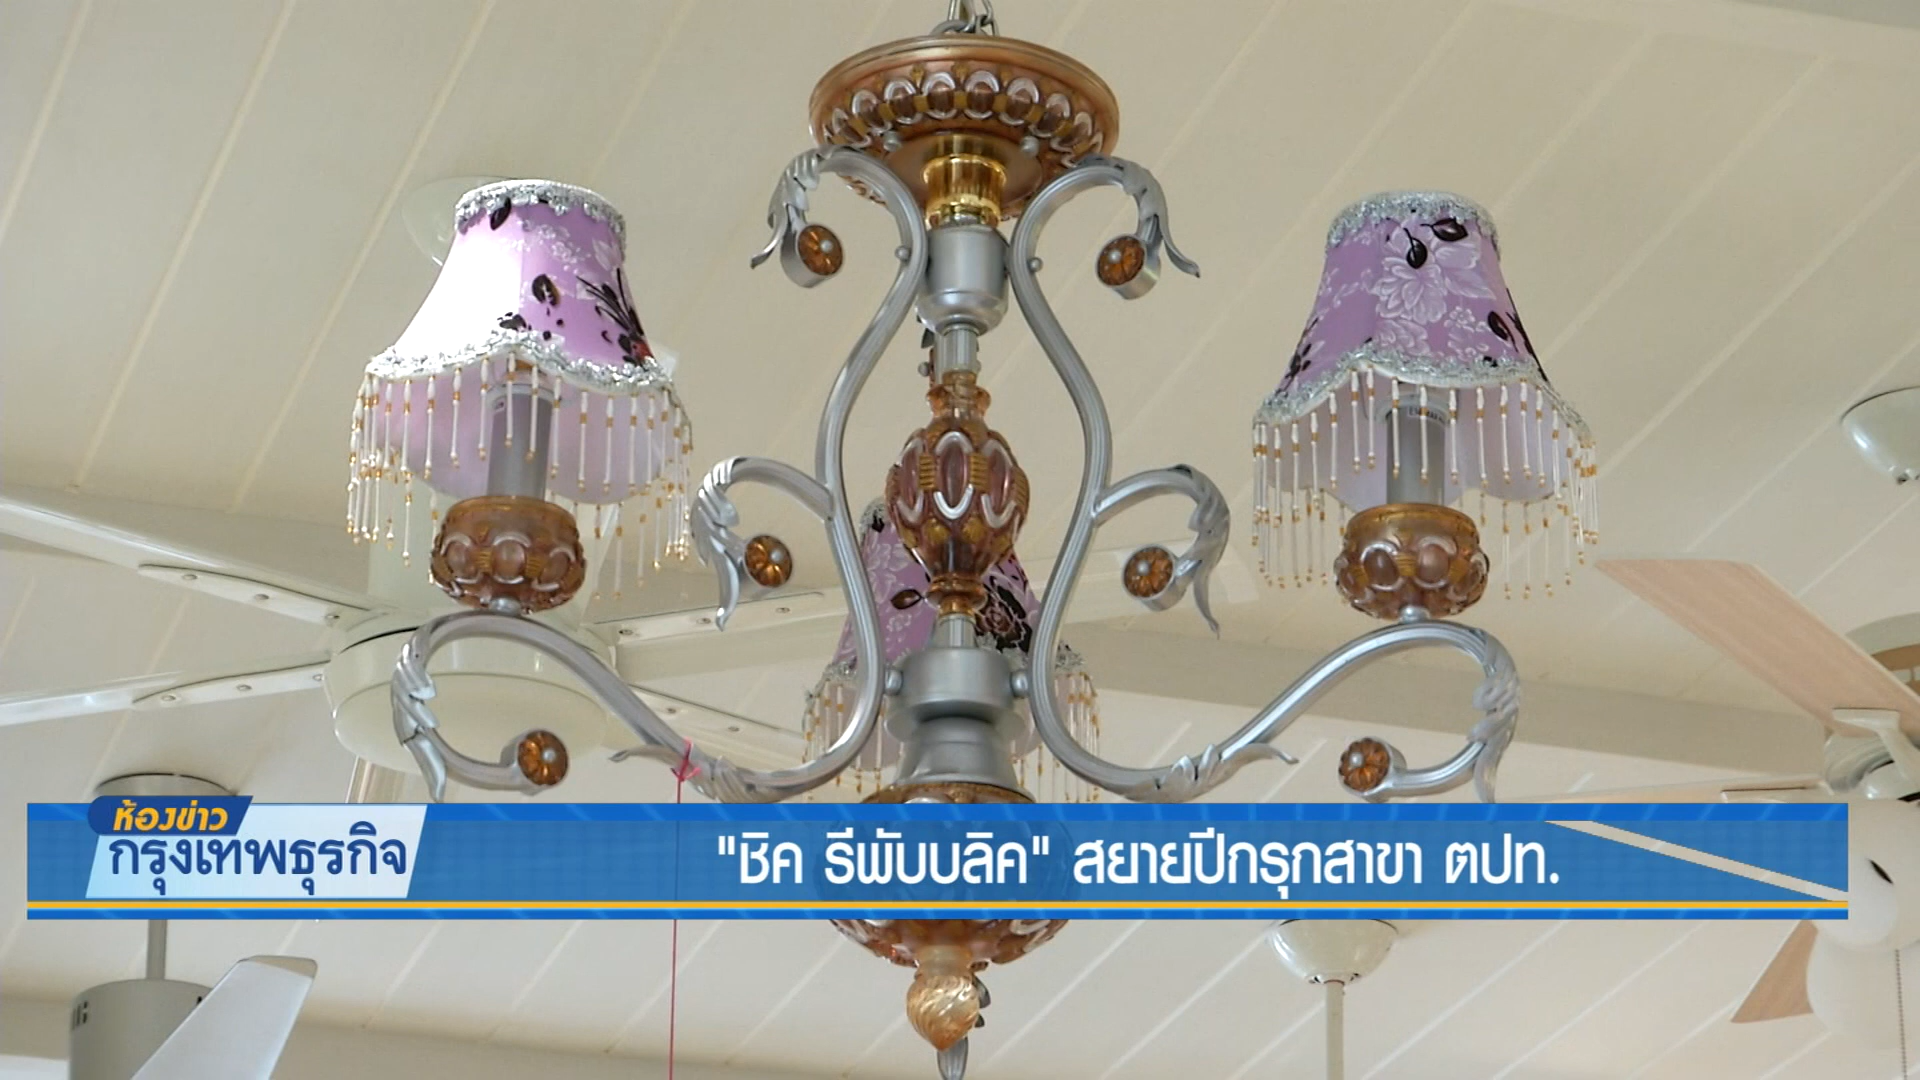 ห้องข่าว
กรุงเทพธุรกิจ
"ชิค รีพับบลิค" สยายปีกรุกสาขา ตปท.